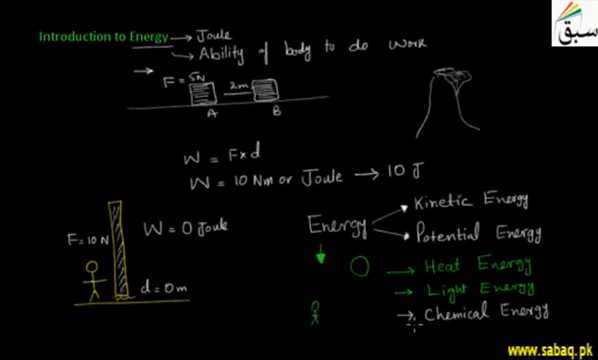 Introduction to Energy → Joule
→ Ability of body to do work
سبق
F = 5N
2m
A B
W = F×d
W = 10 Nm or Joule → 10 J
F = 10 N
W = 0 Joule
d = 0m
Energy
→ Kinetic Energy
→ Potential Energy
→ Heat Energy
→ Light Energy
→ Chemical Energy
www.sabaq.pk